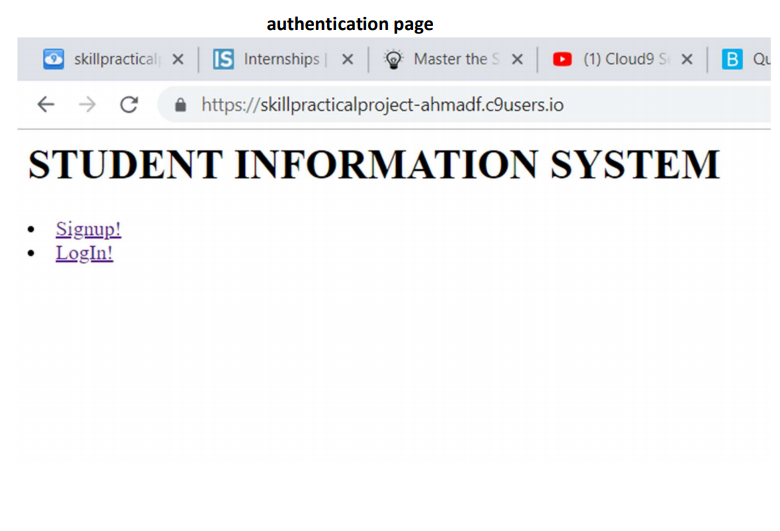 authentication page
skillpractical Internships | Master the S (1) Cloud9 S Qu
https://skillpracticalproject-ahmadf.c9users.io
STUDENT INFORMATION SYSTEM
• Signup!
• LogIn!